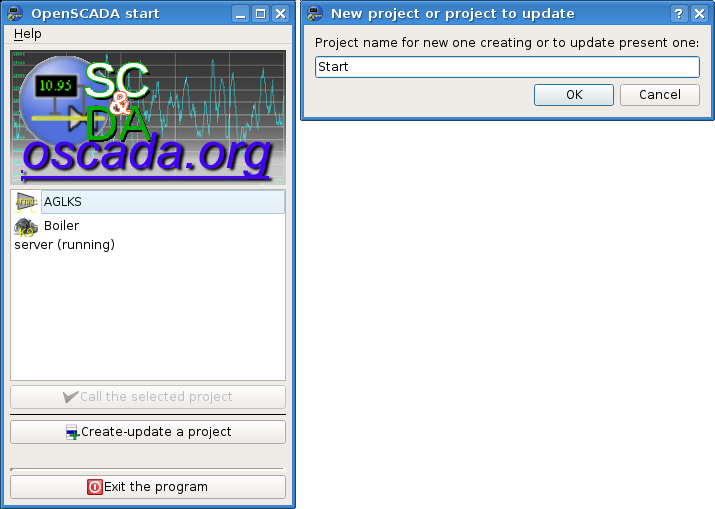 OpenSCADA start
Help
10.95
SC
&
DA
oscada.org
AGLKS
Boiler
server (running)
Call the selected project
Create-update a project
Exit the program
New project or project to update
Project name for new one creating or to update present one:
Start
OK
Cancel